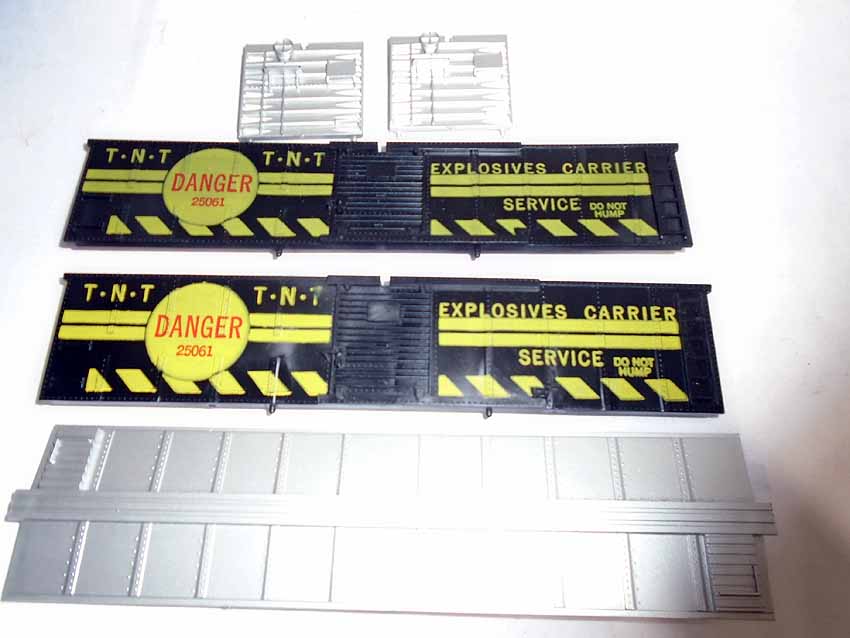 T·N·T T·N·T
DANGER
25061
EXPLOSIVES CARRIER
SERVICE DO NOT
HUMP
T·N·T T·N·T
DANGER
25061
EXPLOSIVES CARRIER
SERVICE DO NOT
HUMP